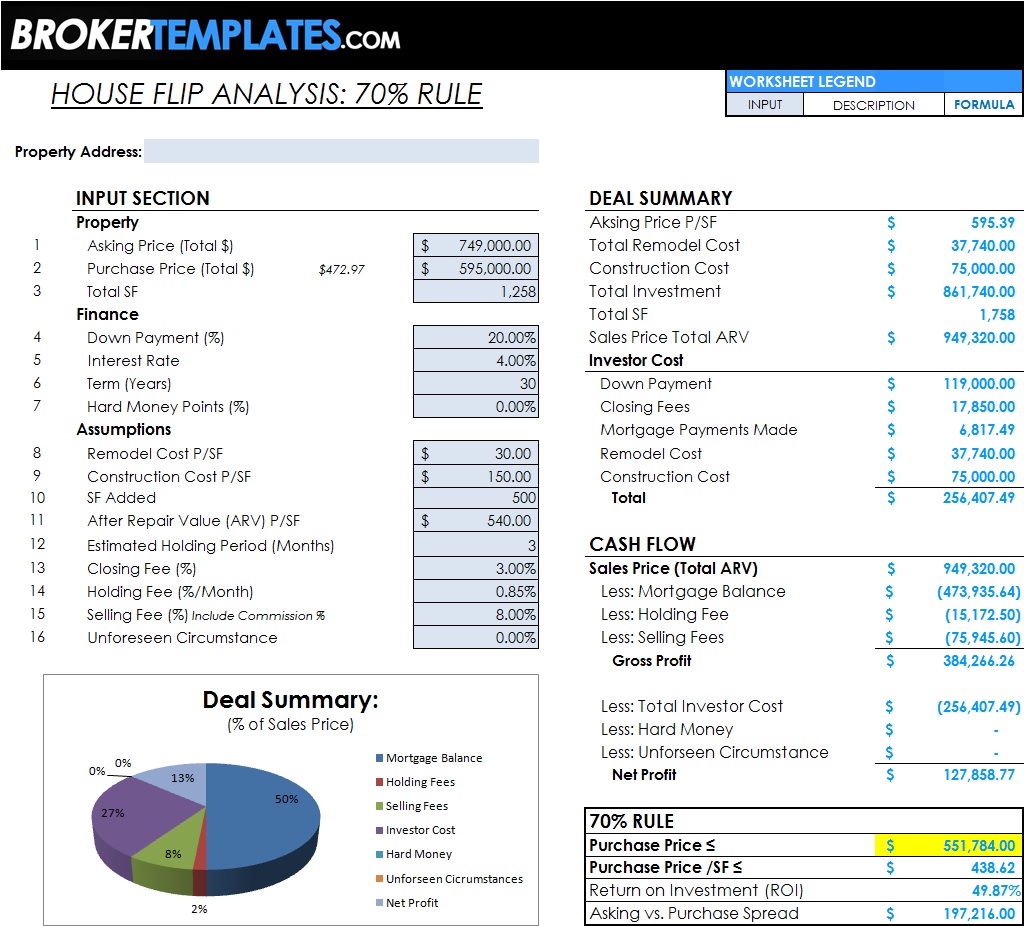 BROKERTEMPLATES.COM
HOUSE FLIP ANALYSIS: 70% RULE
WORKSHEET LEGEND
INPUT DESCRIPTION FORMULA
Property Address:
INPUT SECTION
Property
1 Asking Price (Total $) $ 749,000.00
2 Purchase Price (Total $) $472.97 $ 595,000.00
3 Total SF 1,258
Finance
4 Down Payment (%) 20.00%
5 Interest Rate 4.00%
6 Term (Years) 30
7 Hard Money Points (%) 0.00%
Assumptions
8 Remodel Cost P/SF $ 30.00
9 Construction Cost P/SF $ 150.00
10 SF Added 500
11 After Repair Value (ARV) P/SF $ 540.00
12 Estimated Holding Period (Months) 3
13 Closing Fee (%) 3.00%
14 Holding Fee (%/Month) 0.85%
15 Selling Fee (%) Include Commission % 8.00%
16 Unforeseen Circumstance 0.00%
Deal Summary:
(% of Sales Price)
0%
0%
13%
50%
27%
8%
2%
Mortgage Balance
Holding Fees
Selling Fees
Investor Cost
Hard Money
Unforseen Cicrumstances
Net Profit
DEAL SUMMARY
Aksing Price P/SF $ 595.39
Total Remodel Cost $ 37,740.00
Construction Cost $ 75,000.00
Total Investment $ 861,740.00
Total SF 1,758
Sales Price Total ARV $ 949,320.00
Investor Cost
Down Payment $ 119,000.00
Closing Fees $ 17,850.00
Mortgage Payments Made $ 6,817.49
Remodel Cost $ 37,740.00
Construction Cost $ 75,000.00
Total $ 256,407.49
CASH FLOW
Sales Price (Total ARV) $ 949,320.00
Less: Mortgage Balance $ (473,935.64)
Less: Holding Fee $ (15,172.50)
Less: Selling Fees $ (75,945.60)
Gross Profit $ 384,266.26
Less: Total Investor Cost $ (256,407.49)
Less: Hard Money $ -
Less: Unforseen Circumstance $ -
Net Profit $ 127,858.77
70% RULE
Purchase Price ≤ $ 551,784.00
Purchase Price /SF ≤ $ 438.62
Return on Investment (ROI) 49.87%
Asking vs. Purchase Spread $ 197,216.00